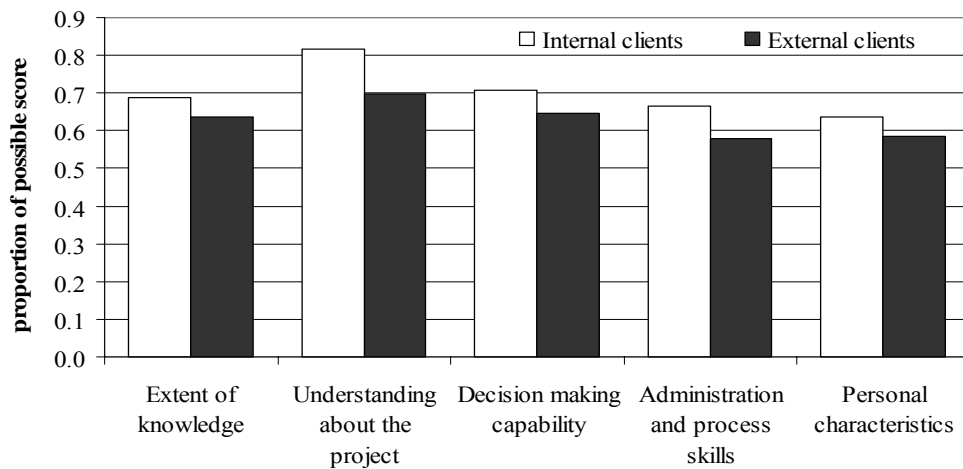 proportion of possible score
0.9
0.8
0.7
0.6
0.5
0.4
0.3
0.2
0.1
0.0
Internal clients
External clients
Extent of
knowledge
Understanding
about the
project
Decision making
capability
Administration
and process
skills
Personal
characteristics